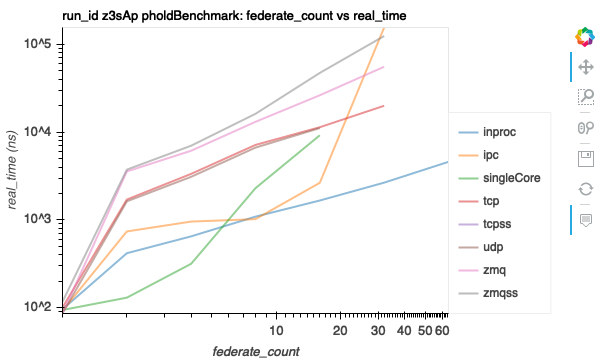 run_id z3sAp pholdBenchmark: federate_count vs real_time
real_time (ns)
10^5
10^4
10^3
10^2
10
20
30
40
50
60
federate_count
inproc
ipc
singleCore
tcp
tcpss
udp
zmq
zmqss